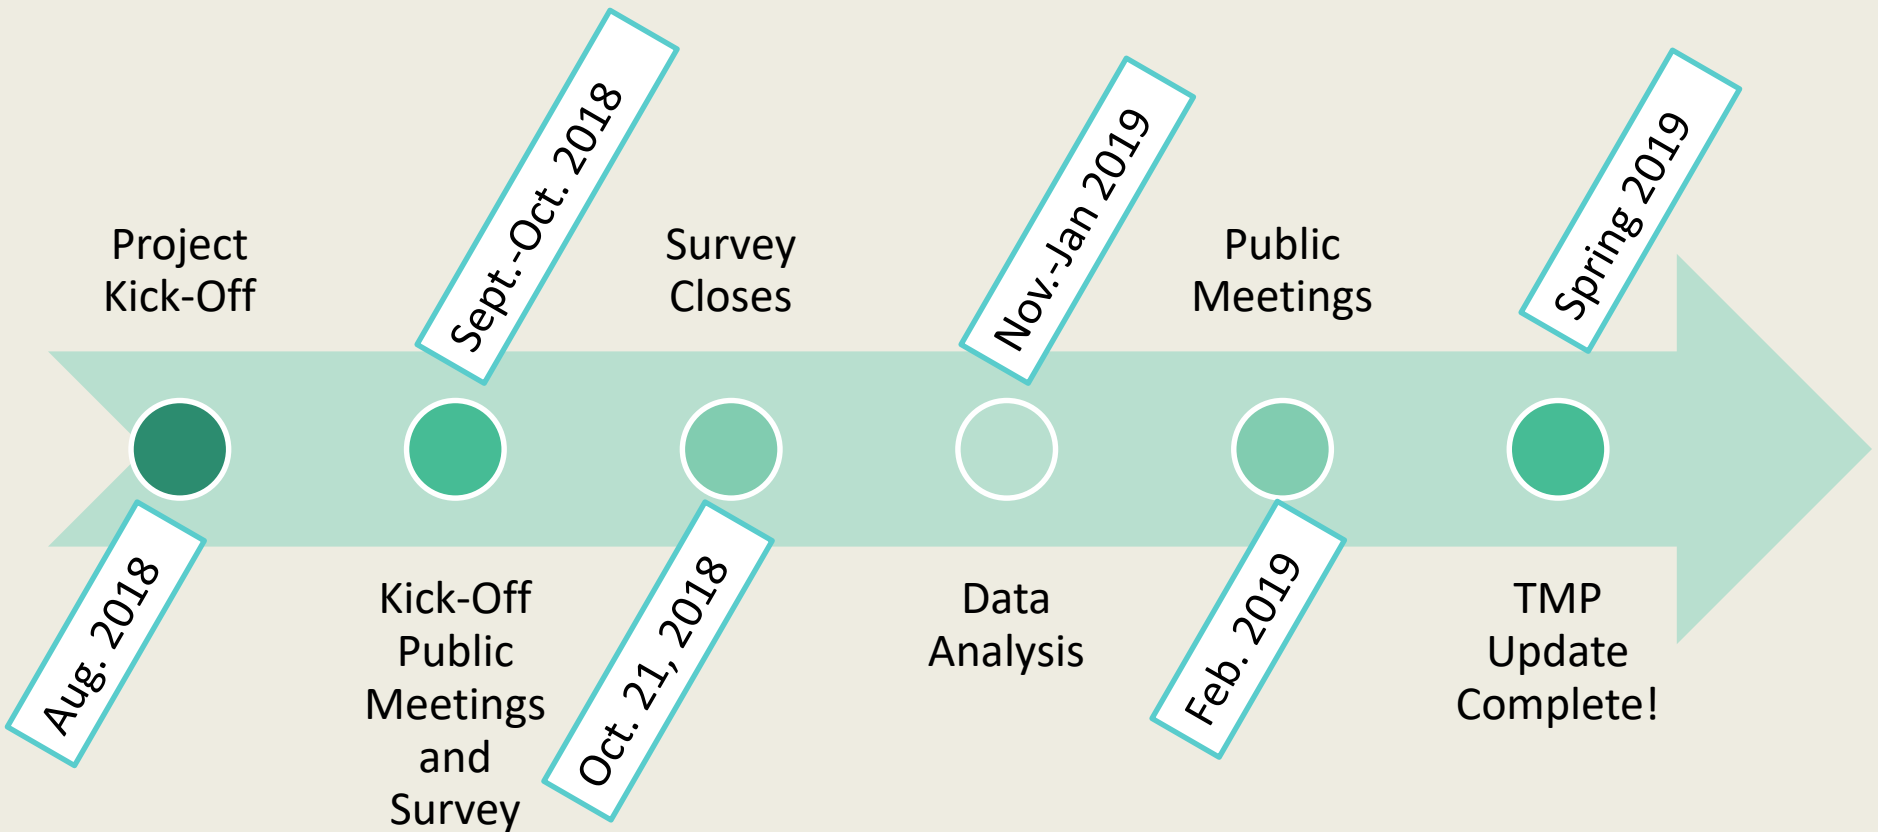 Project
Kick-Off
Aug. 2018
Sept.-Oct. 2018
Kick-Off
Public
Meetings
and
Survey
Survey
Closes
Oct. 21, 2018
Nov.-Jan 2019
Data
Analysis
Public
Meetings
Feb. 2019
Spring 2019
TMP
Update
Complete!